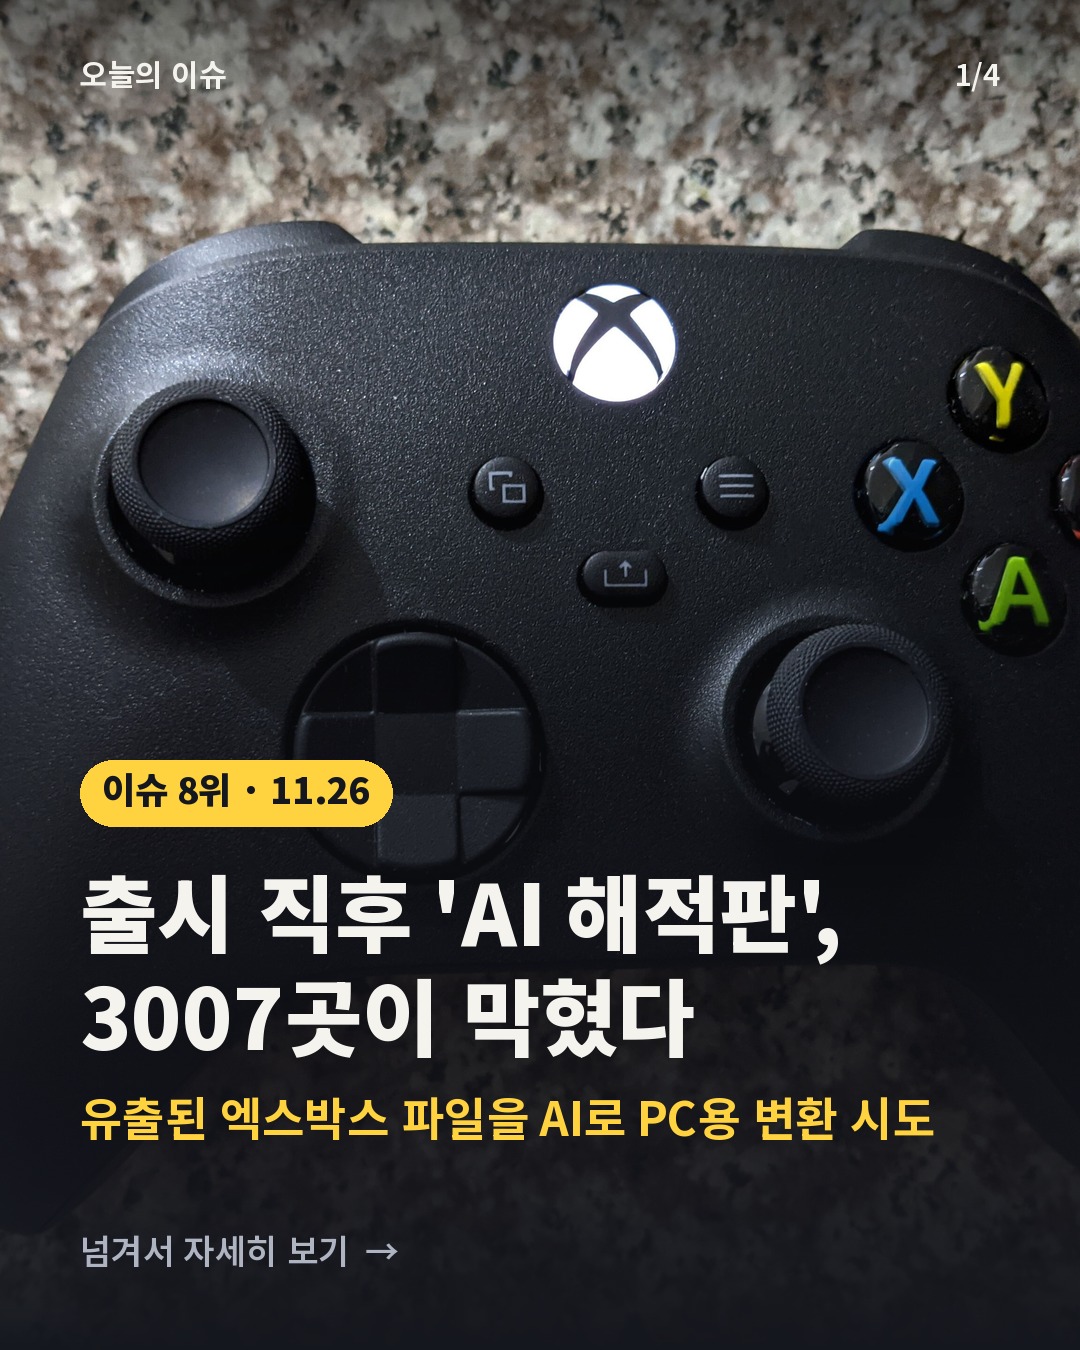 오늘의 이슈
1/4
Y
X
A
이슈 8위 · 11.26
출시 직후 'AI 해적판',
3007곳이 막혔다
유출된 엑스박스 파일을 AI로 PC용 변환 시도
넘겨서 자세히 보기 →